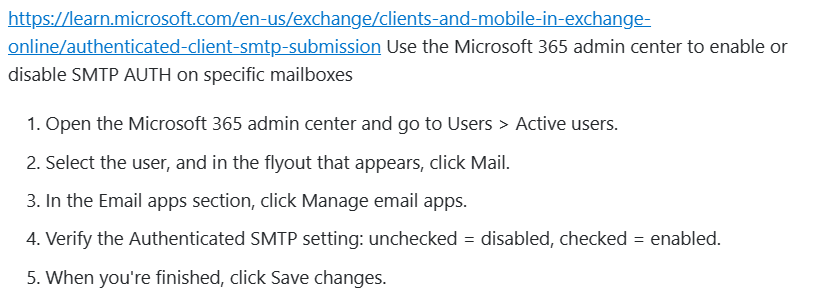 https://learn.microsoft.com/en-us/exchange/clients-and-mobile-in-exchange-
online/authenticated-client-smtp-submission Use the Microsoft 365 admin center to enable or
disable SMTP AUTH on specific mailboxes
1. Open the Microsoft 365 admin center and go to Users > Active users.
2. Select the user, and in the flyout that appears, click Mail.
3. In the Email apps section, click Manage email apps.
4. Verify the Authenticated SMTP setting: unchecked = disabled, checked = enabled.
5. When you're finished, click Save changes.